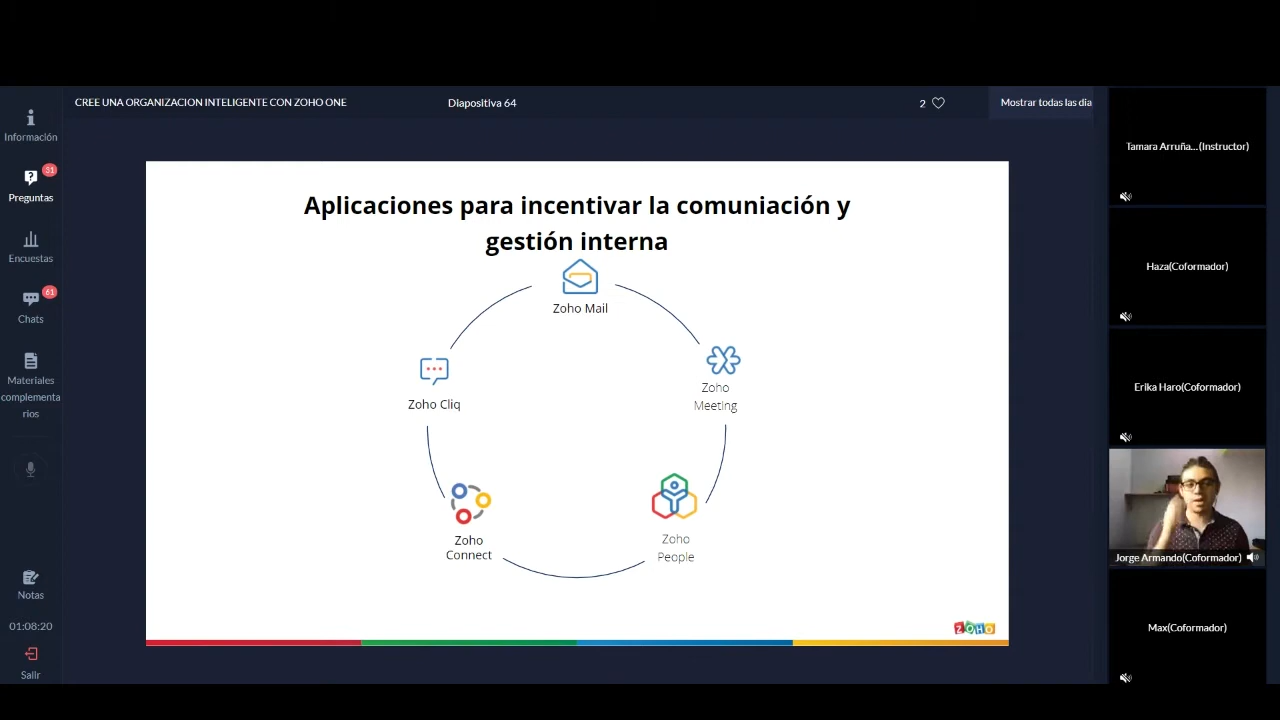 CREE UNA ORGANIZACION INTELIGENTE CON ZOHO ONE
Diapositiva 64
2
Mostrar todas las dia
Información
31
Preguntas
Encuestas
61
Chats
Materiales
complementa
rios
Notas
01:08:20
Salir
Aplicaciones para incentivar la comuniación y
gestión interna
Zoho Mail
Zoho Cliq
Zoho
Meeting
Zoho
Connect
Zoho
People
ZOHO
Tamara Arruña...(Instructor)
Haza(Coformador)
Erika Haro(Coformador)
Jorge Armando(Coformador)
Max(Coformador)